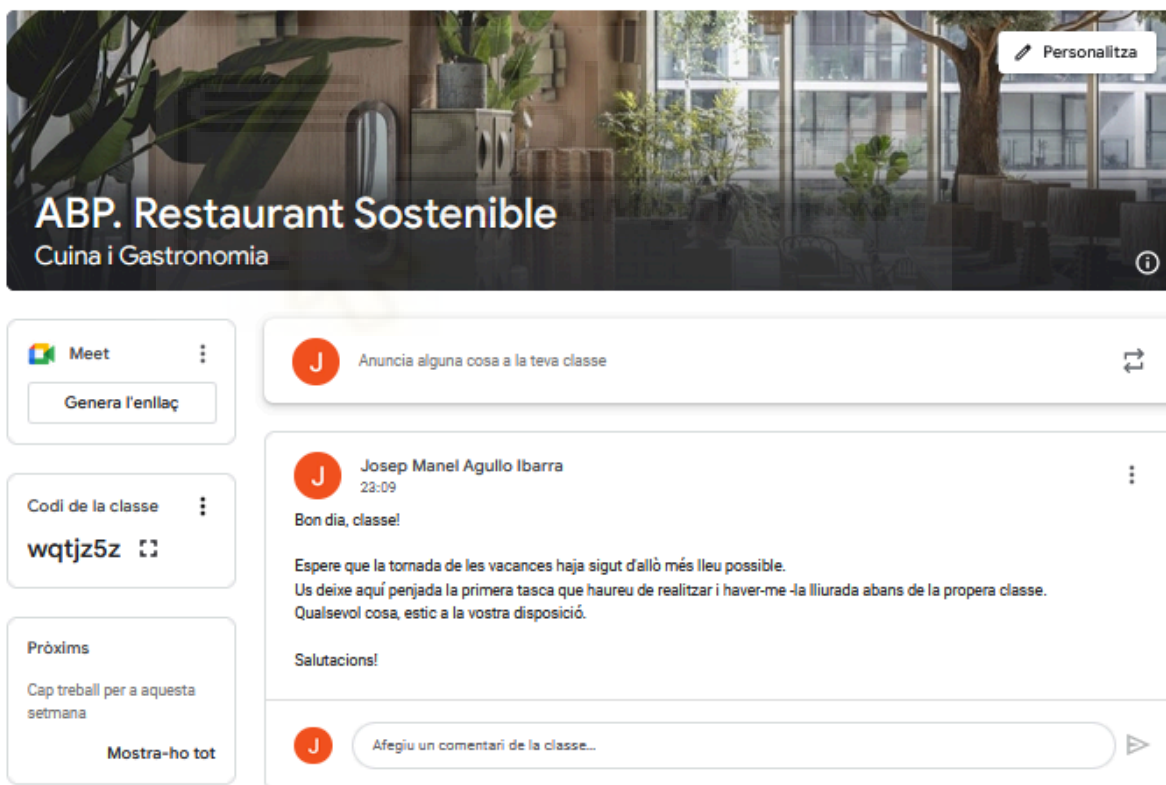 Personalitza
ABP. Restaurant Sostenible
Cuina i Gastronomia
Meet
Genera l'enllaç
Codi de la classe
wqtjz5z
Pròxims
Cap treball per a aquesta
setmana
Mostra-ho tot
J
Anuncia alguna cosa a la teva classe
J
Josep Manel Agullo Ibarra
23:09
Bon dia, classe!
Espere que la tornada de les vacances haja sigut d'allò més lleu possible.
Us deixe aquí penjada la primera tasca que haureu de realitzar i haver-me -la lliurada abans de la propera classe.
Qualsevol cosa, estic a la vostra disposició.
Salutacions!
J
Afegiu un comentari de la classe...